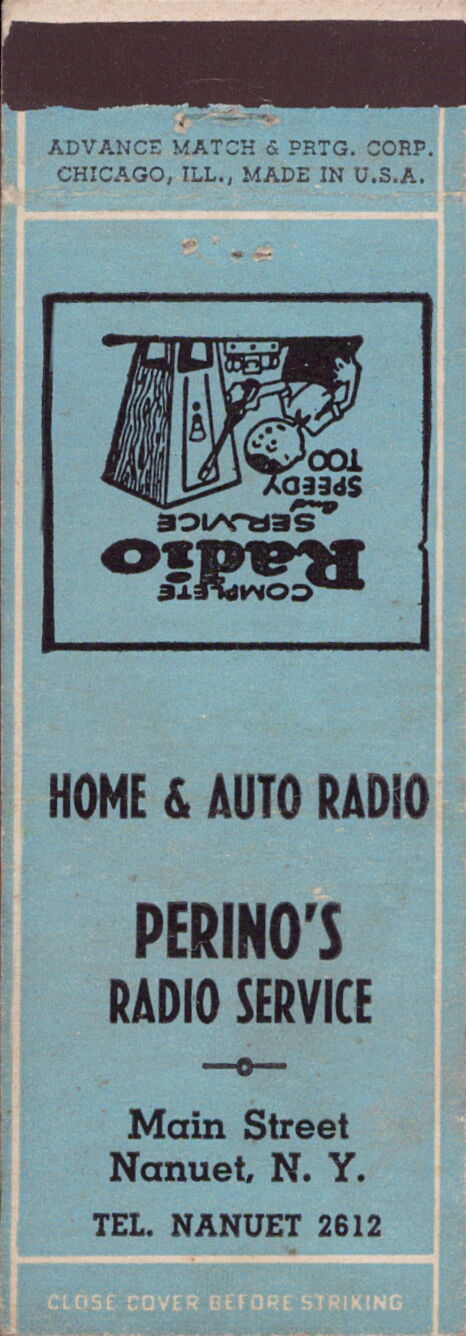 ADVANCE MATCH & PRTG. CORP.
CHICAGO, ILL., MADE IN U.S.A.
COMPLETE
Radio
SERVICE
and
SPEEDY
TOO
HOME & AUTO RADIO
PERINO'S
RADIO SERVICE
Main Street
Nanuet, N. Y.
TEL. NANUET 2612
CLOSE COVER BEFORE STRIKING